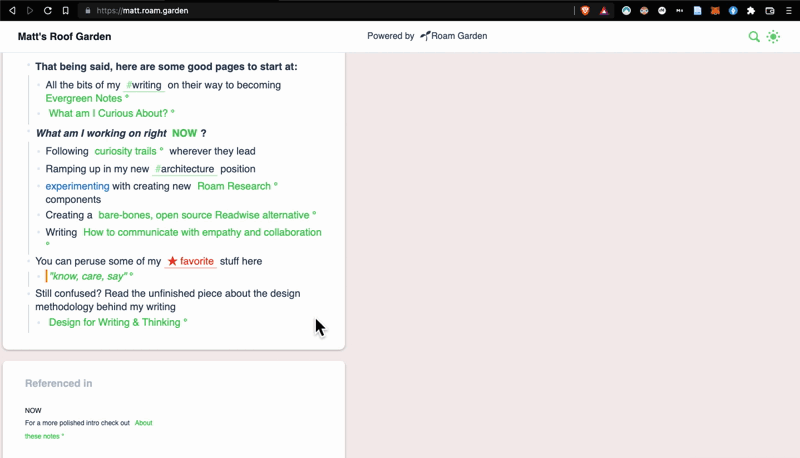 https://matt.roam.garden
Matt's Roof Garden
Powered by Roam Garden
That being said, here are some good pages to start at:
All the bits of my #writing on their way to becoming
Evergreen Notes °
What am I Curious About? °
What am I working on right NOW ?
Following curiosity trails ° wherever they lead
Ramping up in my new #architecture position
experimenting with creating new Roam Research °
components
Creating a bare-bones, open source Readwise alternative °
Writing How to communicate with empathy and collaboration
°
You can peruse some of my ★ favorite stuff here
"know, care, say" °
Still confused? Read the unfinished piece about the design
methodology behind my writing
Design for Writing & Thinking °
Referenced in
NOW
For a more polished intro check out About
these notes °